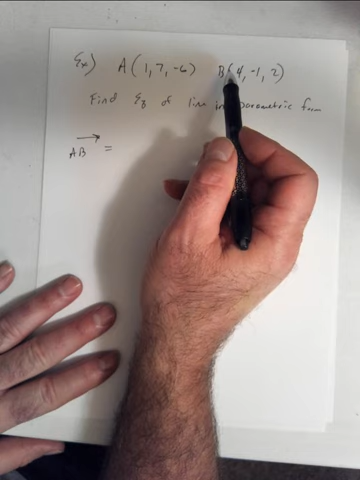 Ex) A(1,7,-6) B(4,-1,2)
Find Eq of line in parametric form
AB =